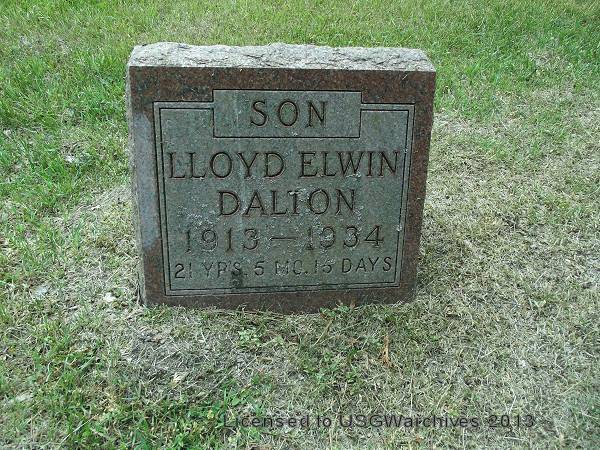 SON
LLOYD ELWIN
DALTON
1913 — 1934
21 YRS. 5 MO. 15 DAYS
Licensed to USGWarchives 2013